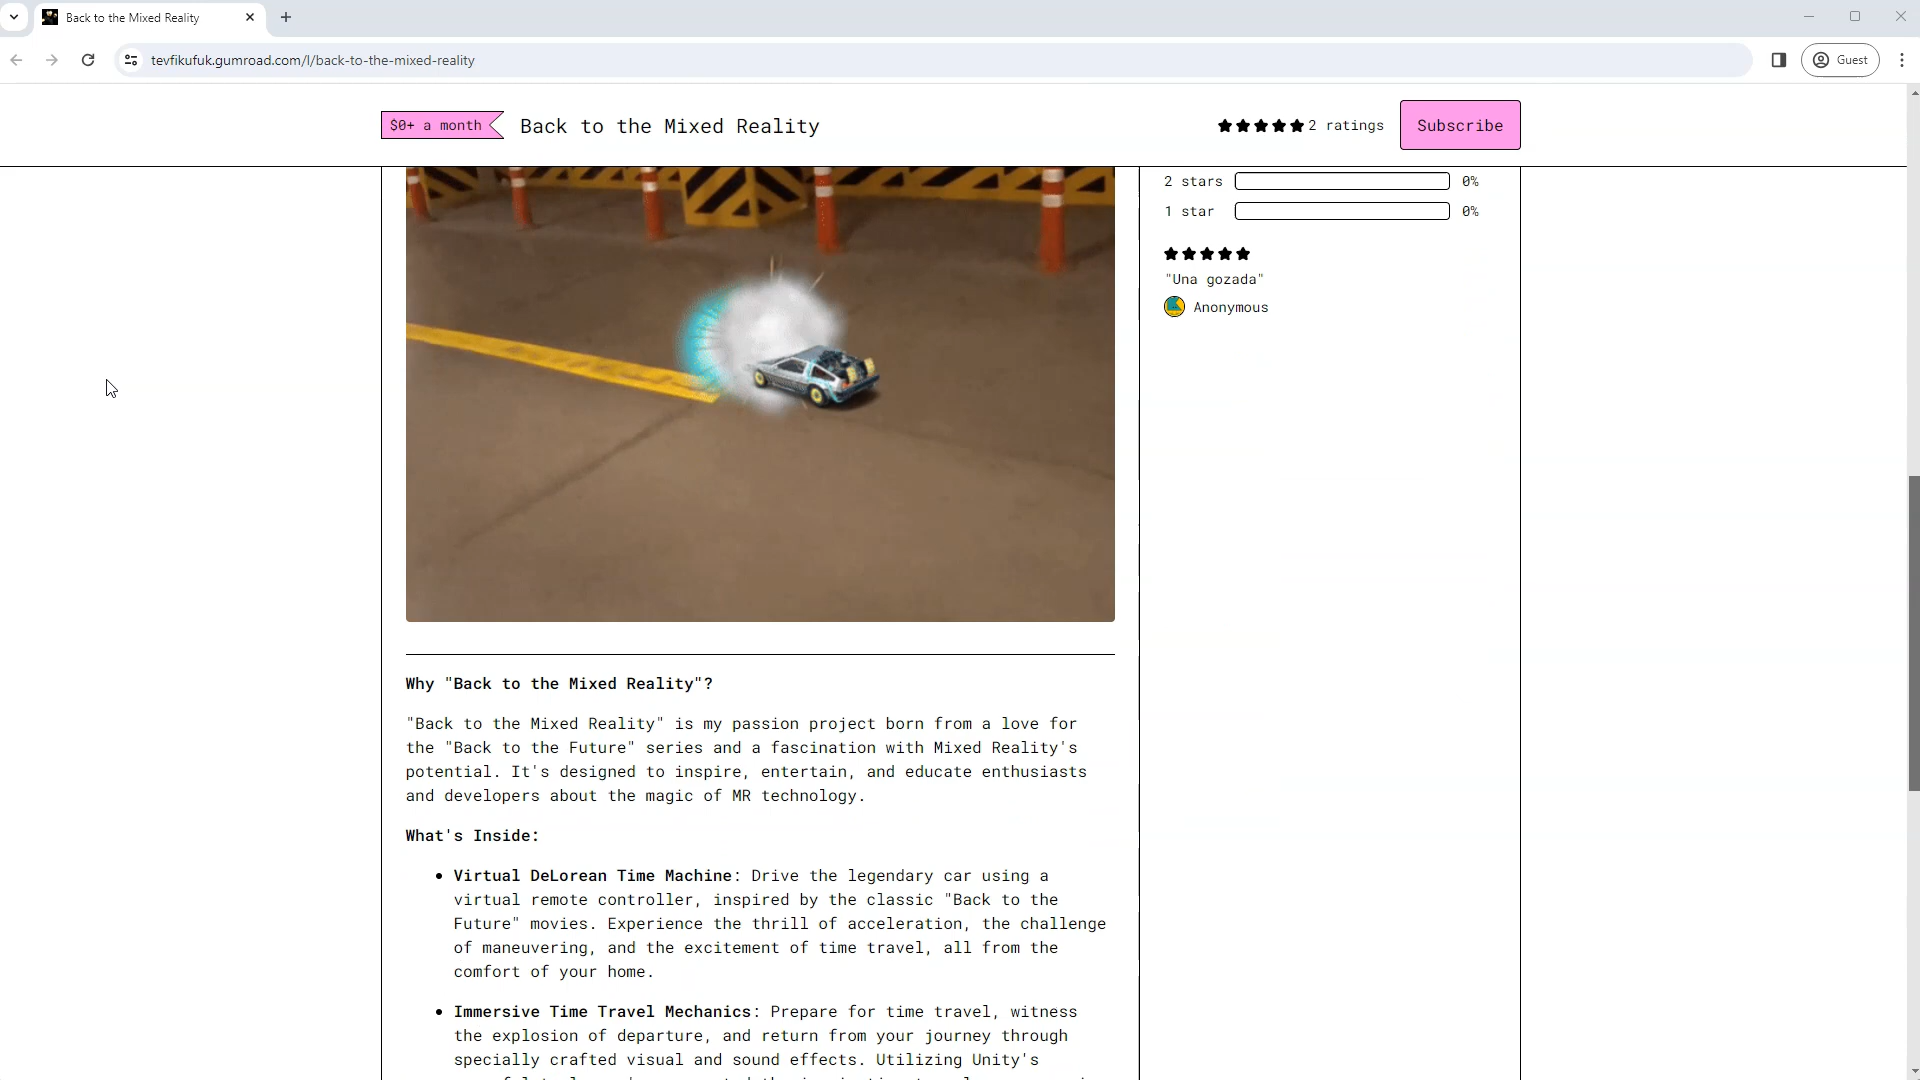 Back to the Mixed Reality
tevfikufuk.gumroad.com/l/back-to-the-mixed-reality
Guest
$0+ a month
Back to the Mixed Reality
2 ratings
Subscribe
2 stars
0%
1 star
0%
"Una gozada"
Anonymous
Why "Back to the Mixed Reality"?
"Back to the Mixed Reality" is my passion project born from a love for
the "Back to the Future" series and a fascination with Mixed Reality's
potential. It's designed to inspire, entertain, and educate enthusiasts
and developers about the magic of MR technology.
What's Inside:
Virtual DeLorean Time Machine: Drive the legendary car using a
virtual remote controller, inspired by the classic "Back to the
Future" movies. Experience the thrill of acceleration, the challenge
of maneuvering, and the excitement of time travel, all from the
comfort of your home.
Immersive Time Travel Mechanics: Prepare for time travel, witness
the explosion of departure, and return from your journey through
specially crafted visual and sound effects. Utilizing Unity's